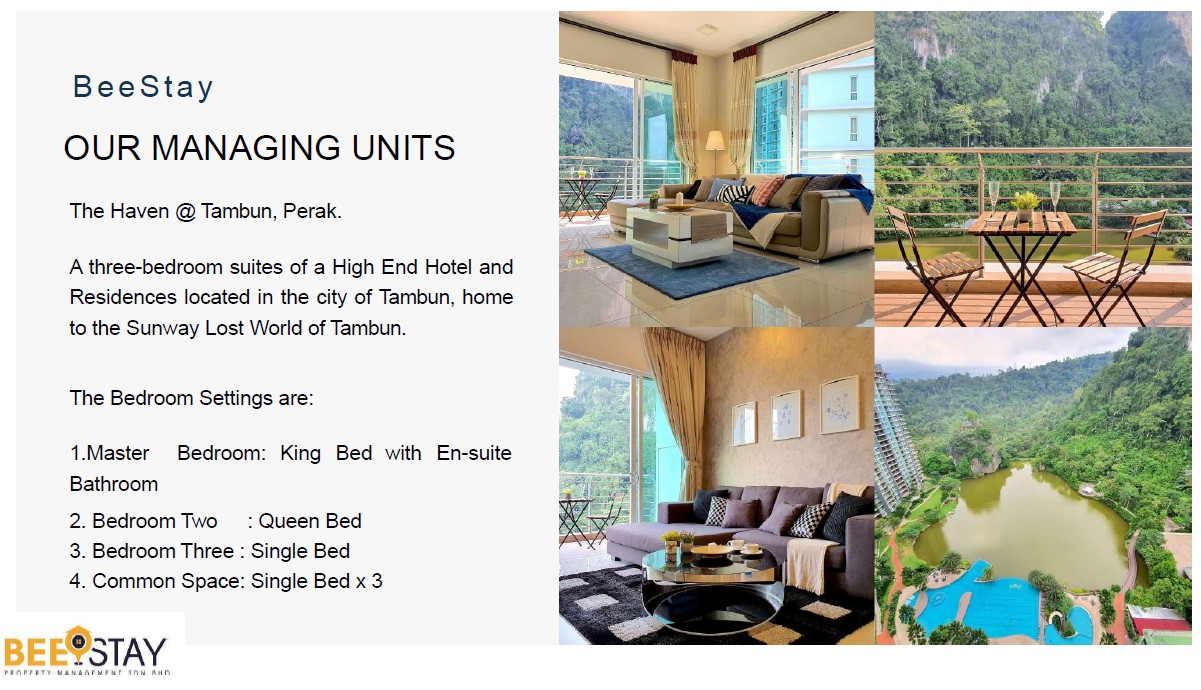 BeeStay
OUR MANAGING UNITS
The Haven @ Tambun, Perak.
A three-bedroom suites of a High End Hotel and
Residences located in the city of Tambun, home
to the Sunway Lost World of Tambun.
The Bedroom Settings are:
1.Master Bedroom: King Bed with En-suite
Bathroom
2. Bedroom Two : Queen Bed
3. Bedroom Three : Single Bed
4. Common Space: Single Bed x 3
BEE STAY
PROPERTY MANAGEMENT SDN BHD